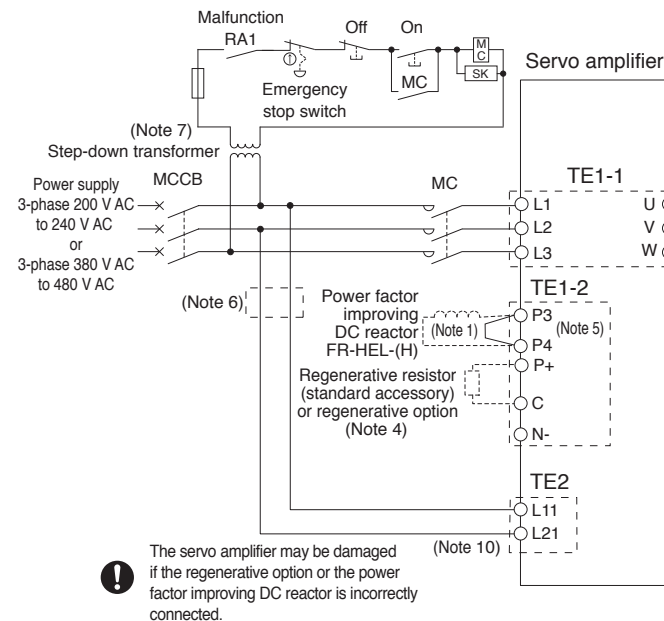 Malfunction
RA1
Off
On
MC
SK
MC
Emergency
stop switch
Servo amplifier
(Note 7)
Step-down transformer
Power supply
3-phase 200 V AC
to 240 V AC
or
3-phase 380 V AC
to 480 V AC
MCCB
MC
TE1-1
L1
L2
L3
U
V
W
(Note 6)
Power factor
improving
DC reactor
FR-HEL-(H)
(Note 1)
TE1-2
P3
(Note 5)
P4
P+
Regenerative resistor
(standard accessory)
or regenerative option
(Note 4)
C
N-
TE2
L11
L21
(Note 10)
The servo amplifier may be damaged
if the regenerative option or the power
factor improving DC reactor is incorrectly
connected.